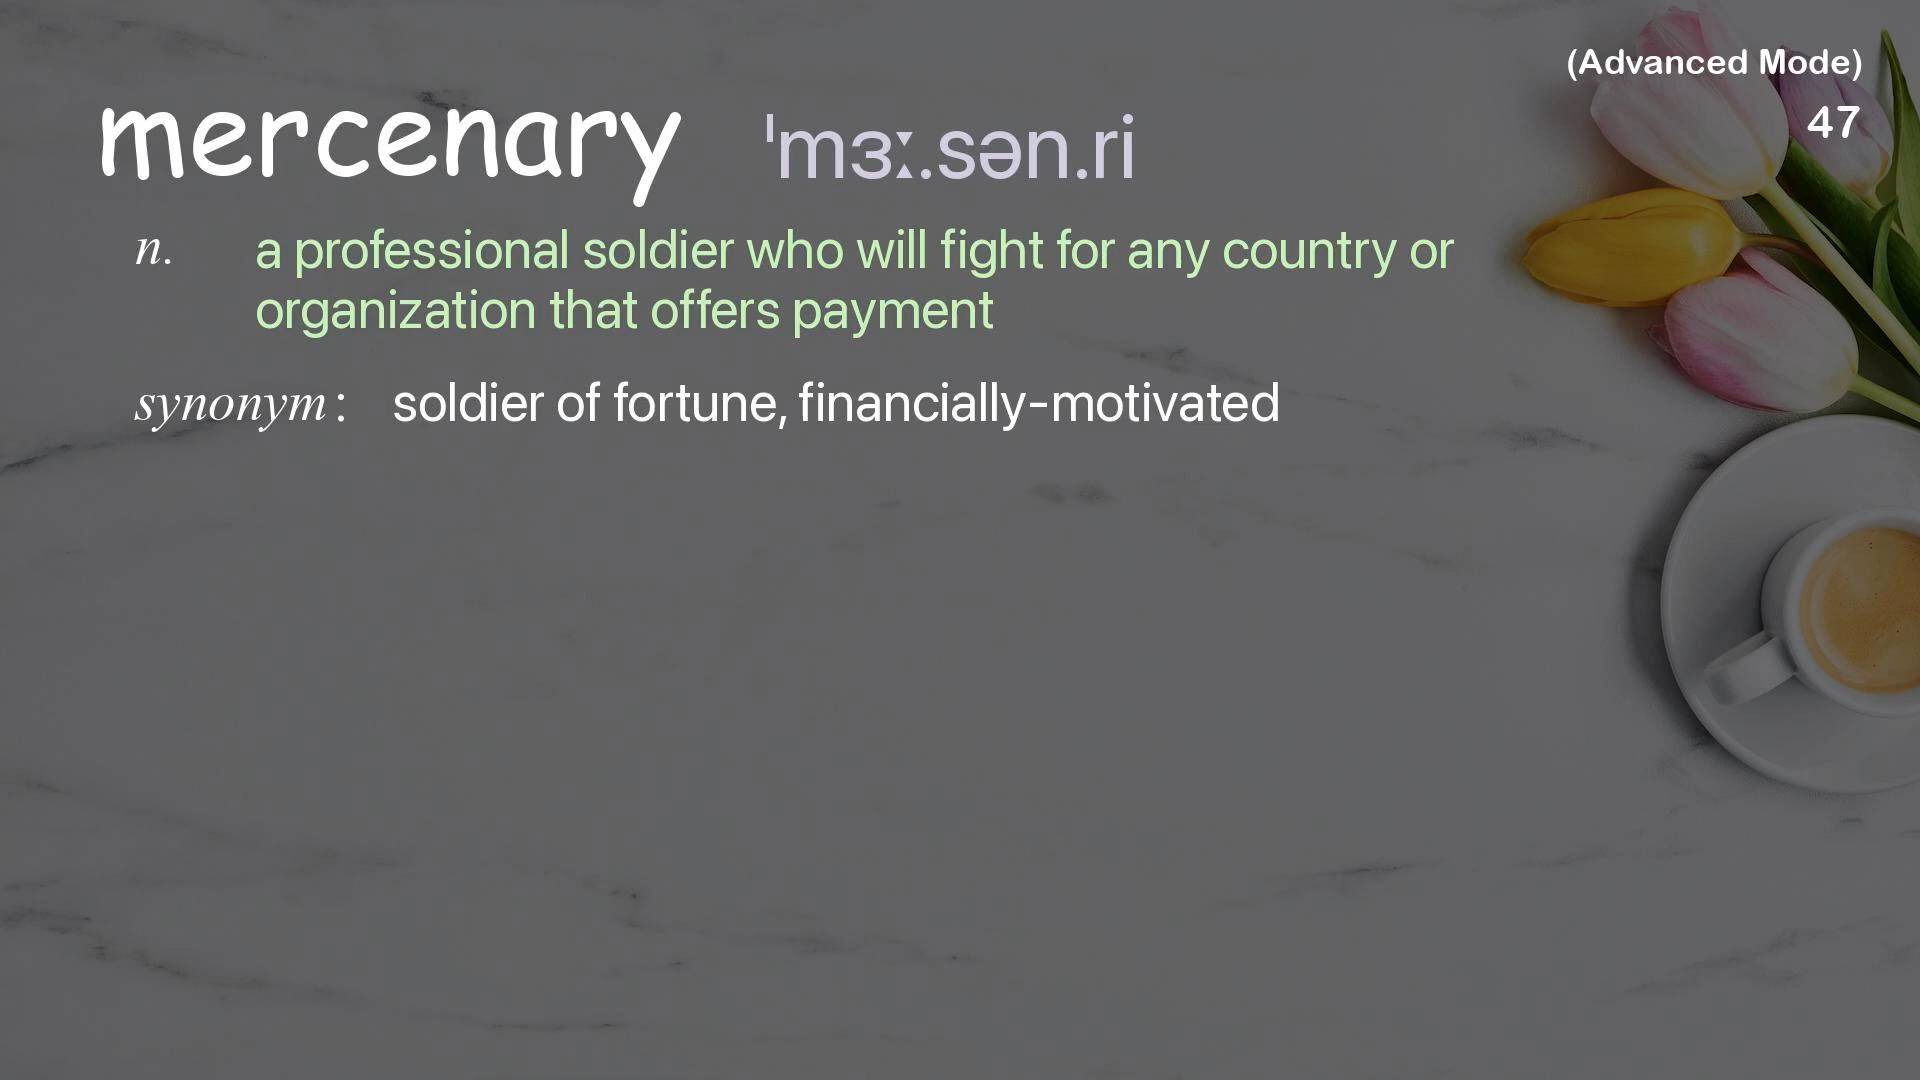 (Advanced Mode)
mercenary ˈmɜː.sən.ri
47
n. a professional soldier who will fight for any country or
organization that offers payment
synonym: soldier of fortune, financially-motivated